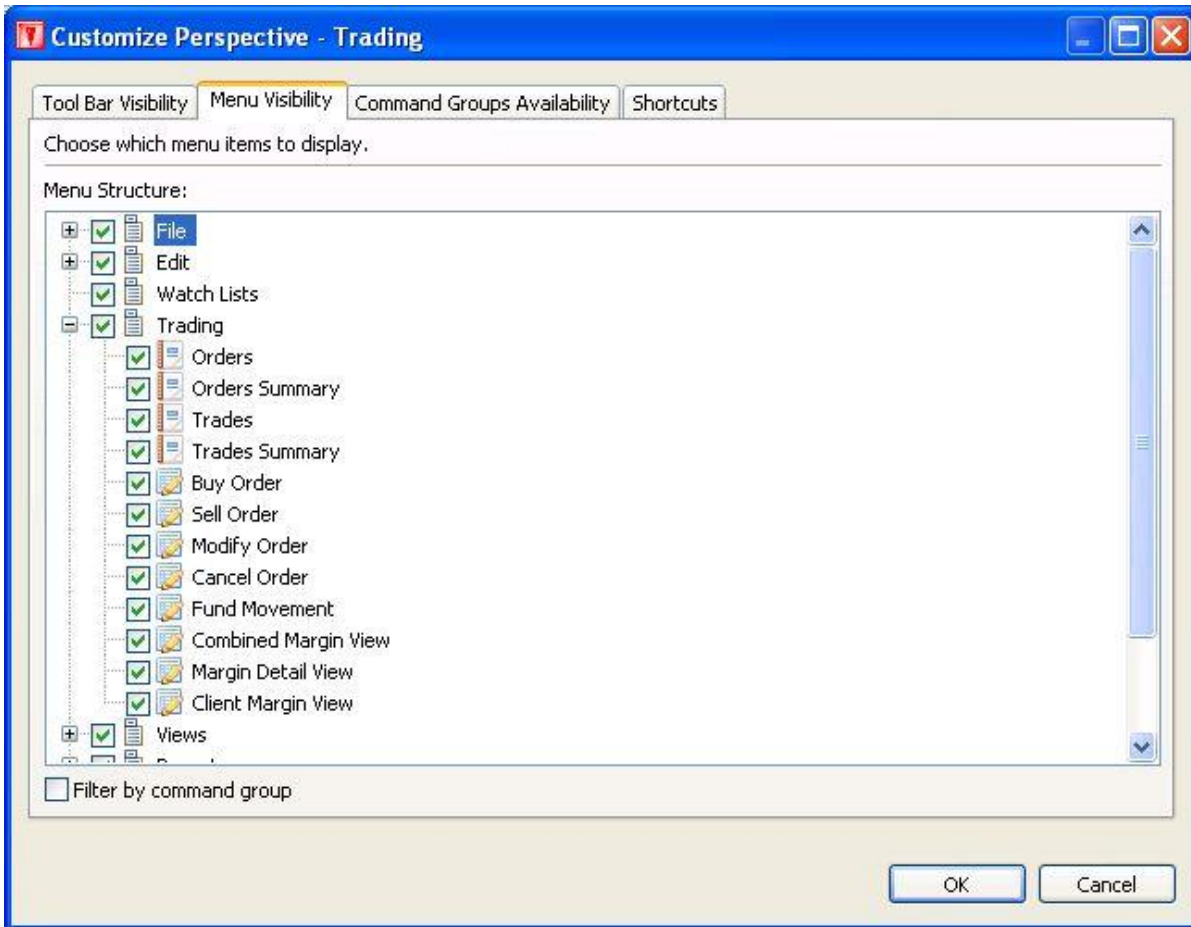 Customize Perspective - Trading
Tool Bar Visibility Menu Visibility Command Groups Availability Shortcuts
Choose which menu items to display.
Menu Structure:
File
Edit
Watch Lists
Trading
Orders
Orders Summary
Trades
Trades Summary
Buy Order
Sell Order
Modify Order
Cancel Order
Fund Movement
Combined Margin View
Margin Detail View
Client Margin View
Views
Filter by command group
OK Cancel